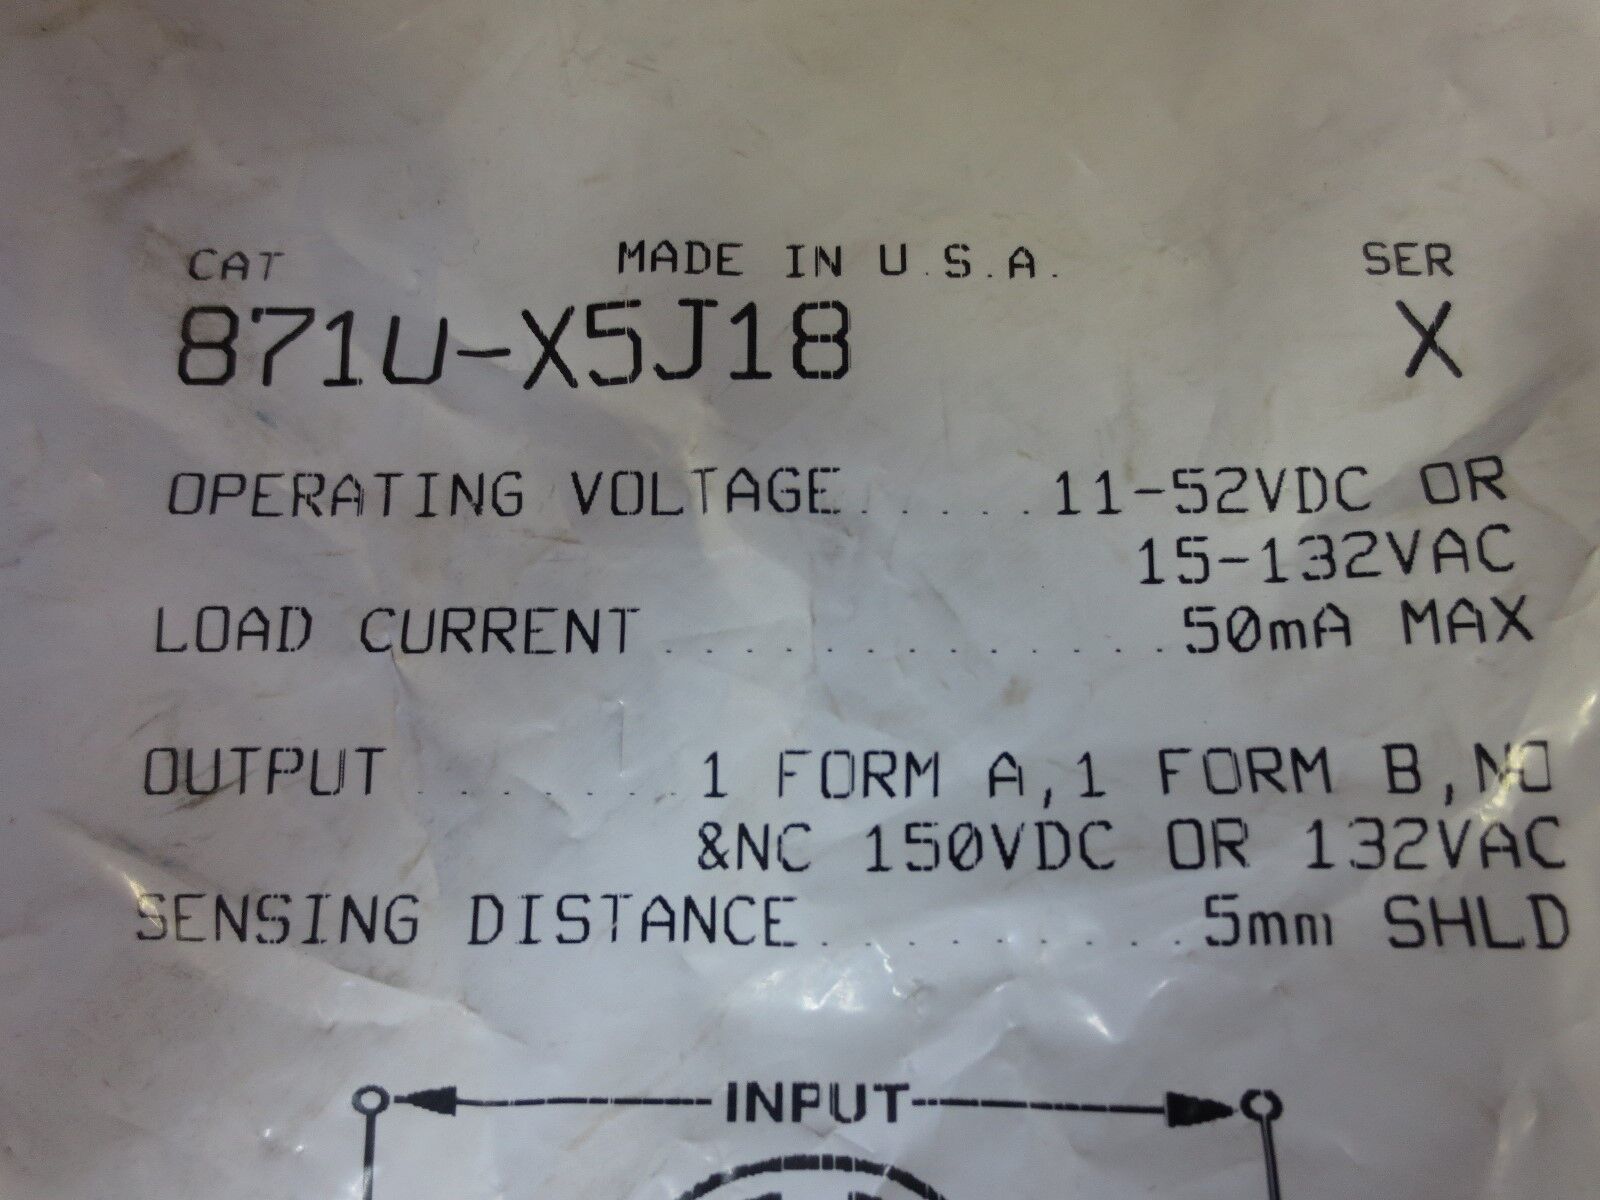 CAT MADE IN U.S.A. SER
871U-X5J18 X
OPERATING VOLTAGE.....11-52VDC OR
15-132VAC
LOAD CURRENT............50mA MAX
OUTPUT.......1 FORM A,1 FORM B,NO
&NC 150VDC OR 132VAC
SENSING DISTANCE.........5mm SHLD
INPUT